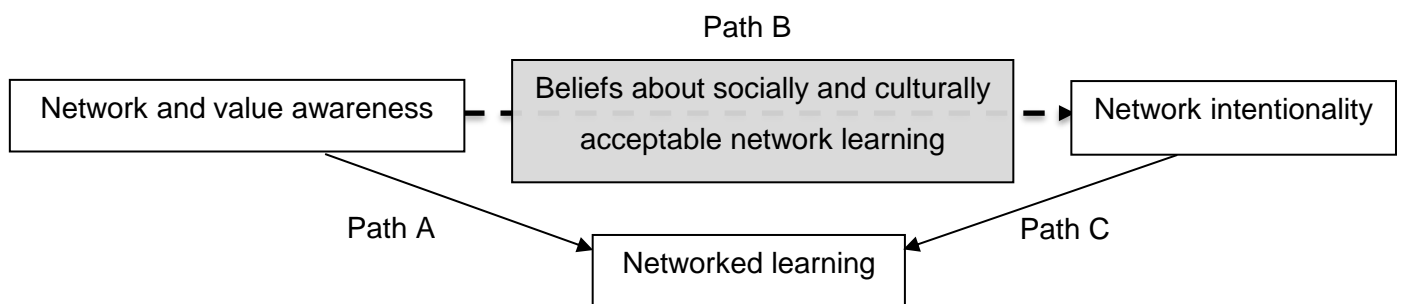 Path B
Network and value awareness
Beliefs about socially and culturally
acceptable network learning
Network intentionality
Path A
Path C
Networked learning